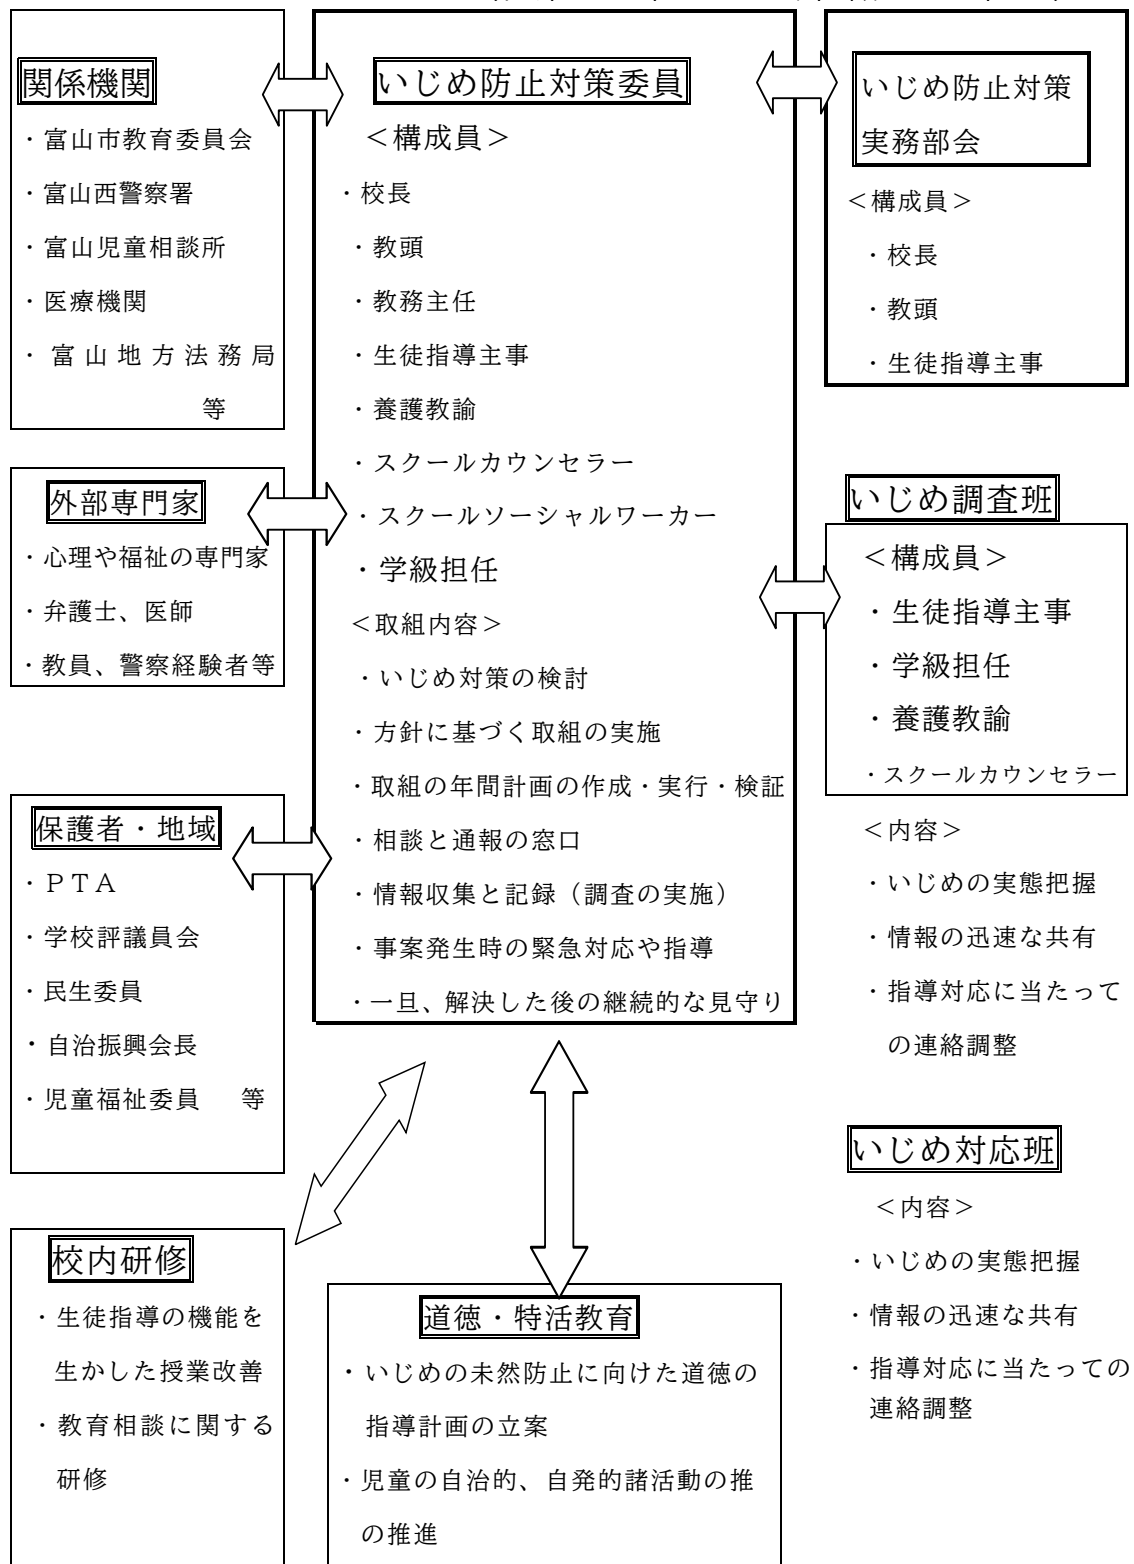 関係機関
・富山市教育委員会
・富山西警察署
・富山児童相談所
・医療機関
・富山地方法務局
等
外部専門家
・心理や福祉の専門家
・弁護士、医師
・教員、警察経験者等
保護者・地域
・ＰＴＡ
・学校評議員会
・民生委員
・自治振興会長
・児童福祉委員　等
校内研修
・生徒指導の機能を
生かした授業改善
・教育相談に関する
研修
いじめ防止対策委員
＜構成員＞
・校長
・教頭
・教務主任
・生徒指導主事
・養護教諭
・スクールカウンセラー
・スクールソーシャルワーカー
・学級担任
＜取組内容＞
・いじめ対策の検討
・方針に基づく取組の実施
・取組の年間計画の作成・実行・検証
・相談と通報の窓口
・情報収集と記録（調査の実施）
・事案発生時の緊急対応や指導
・一旦、解決した後の継続的な見守り
道徳・特活教育
・いじめの未然防止に向けた道徳の
指導計画の立案
・児童の自治的、自発的諸活動の推
の推進
いじめ防止対策
実務部会
＜構成員＞
・校長
・教頭
・生徒指導主事
いじめ調査班
＜構成員＞
・生徒指導主事
・学級担任
・養護教諭
・スクールカウンセラー
＜内容＞
・いじめの実態把握
・情報の迅速な共有
・指導対応に当たって
の連絡調整
いじめ対応班
＜内容＞
・いじめの実態把握
・情報の迅速な共有
・指導対応に当たっての
連絡調整